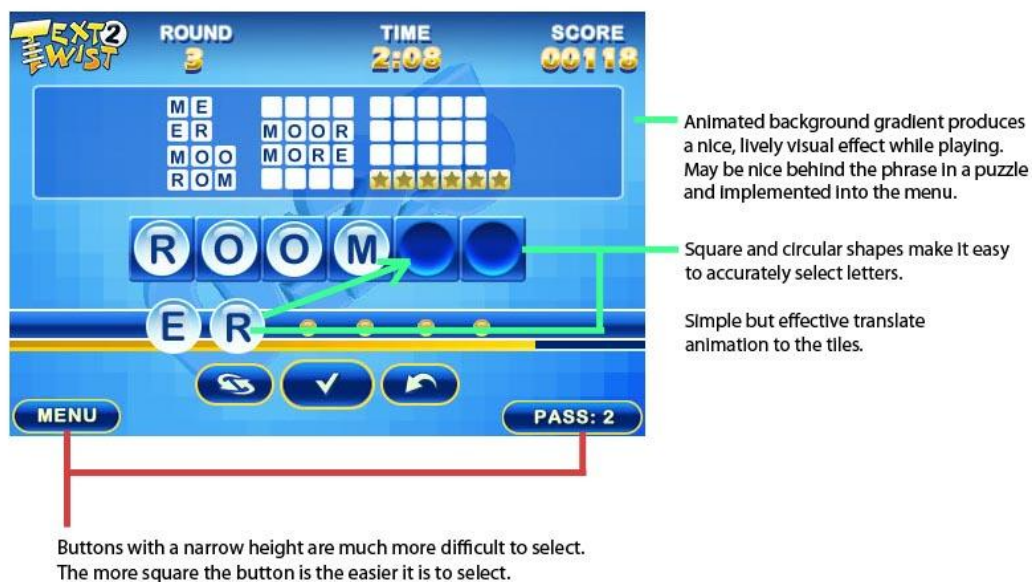 TEXT 2 TWIST
ROUND TIME SCORE
3 2:08 00118
ME
ER MOOR
MOO MORE
ROM
ROOM
ER
MENU PASS: 2
Animated background gradient produces
a nice, lively visual effect while playing.
May be nice behind the phrase in a puzzle
and implemented into the menu.
Square and circular shapes make it easy
to accurately select letters.
Simple but effective translate
animation to the tiles.
Buttons with a narrow height are much more difficult to select.
The more square the button is the easier it is to select.